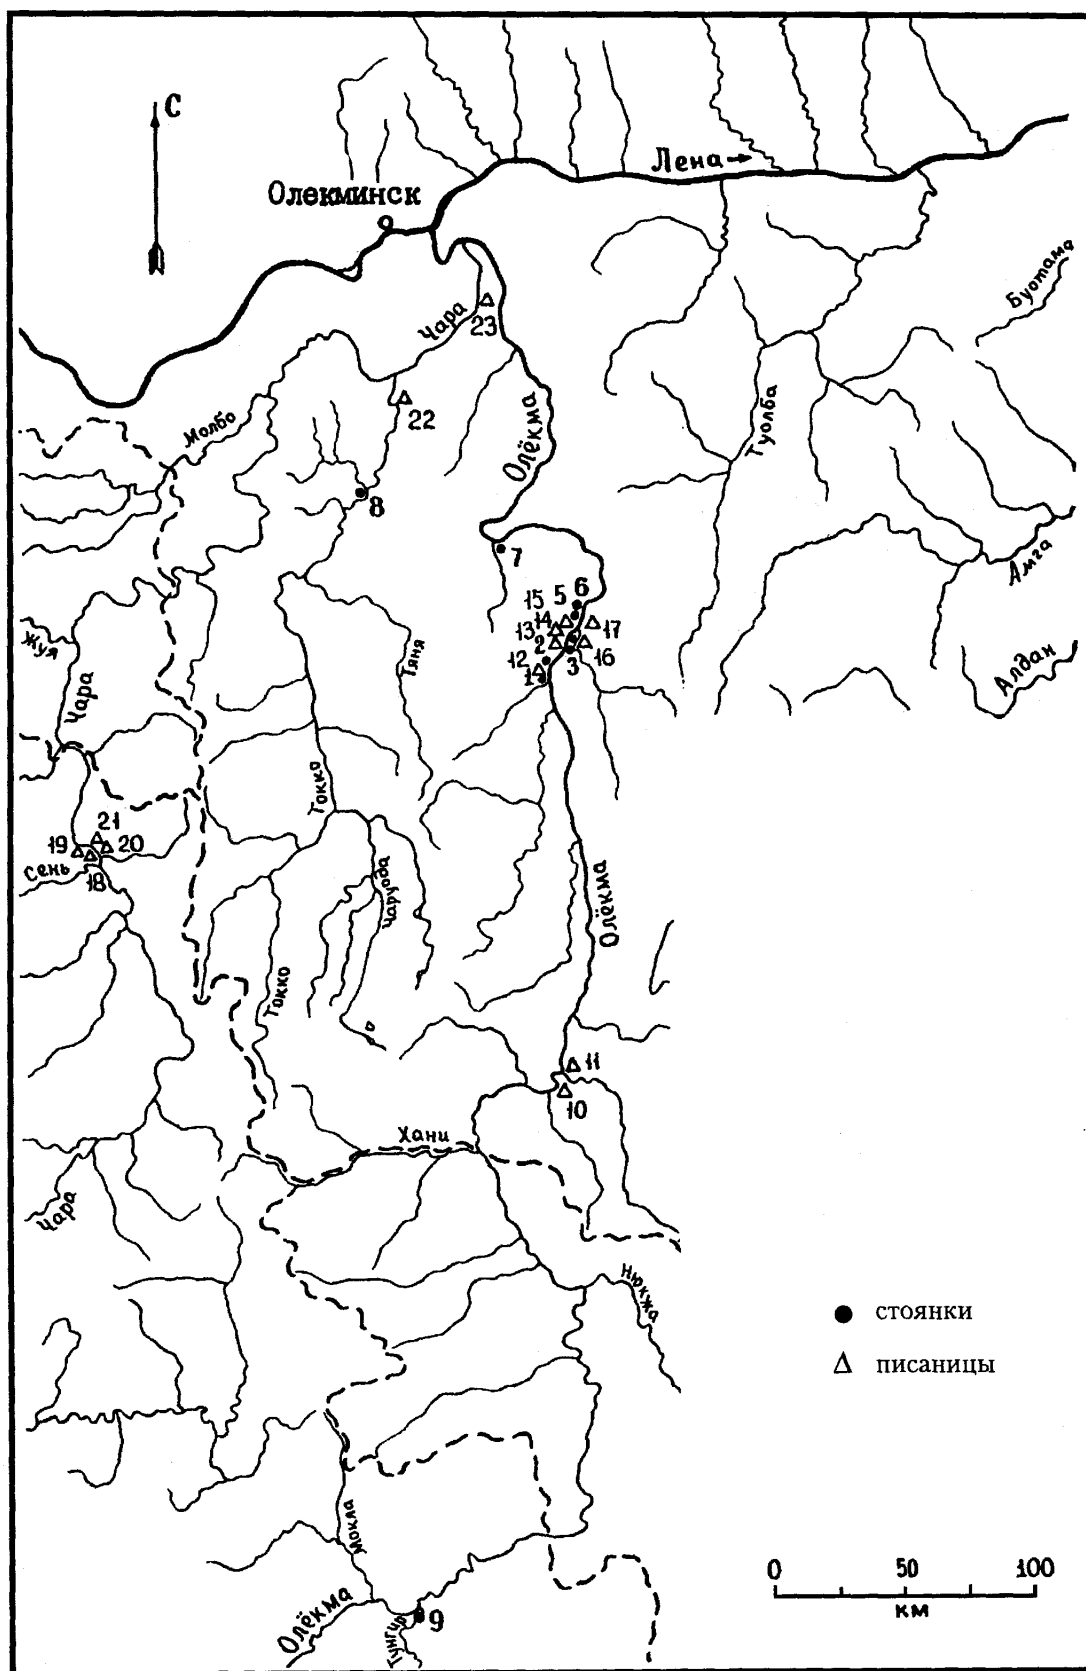 С
Лена
Олекминск
Буотама
Чара
23
Молбо
22
Олёкма
Туолба
8
7
Амга
15 5 6
14
13
17
2
16
12
3
1
Жуя
Чара
Тяня
Алдан
Токко
21
19
20
Сень
18
Чаруода
Олёкма
Токко
11
10
Хани
Чара
Нюкжа
стоянки
писаницы
Мокла
0 50 100
км
Олёкма
Тунгир
9